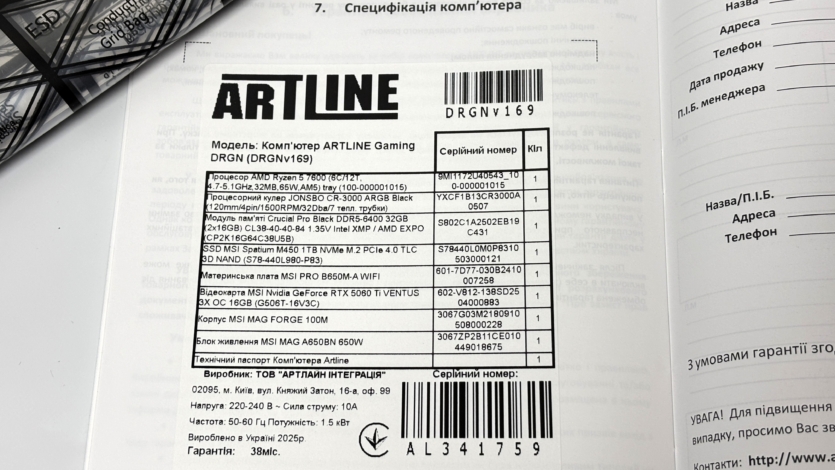 ESD
Conductive
Grid Bag
7. Специфікація комп'ютера
ARTLINE
DRGNv169
Модель: Комп'ютер ARTLINE Gaming
DRGN (DRGNv169)
Серійний номер: Кіл
Процесор AMD Ryzen 5 7600 (6C/12T,
4.7-5.1GHz,32MB,65W,AM5) tray (100-000001015)
9MI1172U40543_10
0-000001015
1
Процесорний кулер JONSBO CR-3000 ARGB Black
(120mm/4pin/1500RPM/32Dba/7 тепл. трубки)
YXCF1B13CR3000A
0507
1
Модуль пам'яті Crucial Pro Black DDR5-6400 32GB
(2x16GB) CL38-40-40-84 1.35V Intel XMP / AMD EXPO
(CP2K16G64C38U5B)
S802C1A2502EB19
C431
1
SSD MSI Spatium M450 1TB NVMe M.2 PCIe 4.0 TLC
3D NAND (S78-440L980-P83)
S78440L0M0P8310
503000121
1
Материнська плата MSI PRO B650M-A WIFI
601-7D77-030B2410
007258
1
Відеокарта MSI Nvidia GeForce RTX 5060 Ti VENTUS
3X OC 16GB (G506T-16V3C)
602-V812-138SD25
04000883
1
Корпус MSI MAG FORGE 100M
3067G03M2180910
508000228
1
Блок живлення MSI MAG A650BN 650W
3067ZP2B11CE010
449018675
1
Технічний паспорт Комп'ютера Artline
1
Виробник: ТОВ "АРТЛАЙН ІНТЕГРАЦІЯ"
02095, м. Київ, вул. Княжий Затон, 16-а, оф. 99
Напруга: 220-240 В ~ Сила струму: 10А
Частота: 50-60 Гц Потужність: 1.5 кВт
Вироблено в Україні 2025р.
Гарантія: 38міс.
Серійний номер:
AL341759
Назва
Адреса
Телефон
Дата продажу
П.І.Б. менеджера
Назва/П.І.Б.
Адреса
Телефон
З умовами гарантії
УВАГА! Для підвищення
випадку, просимо Вас
Контакти: http://www.